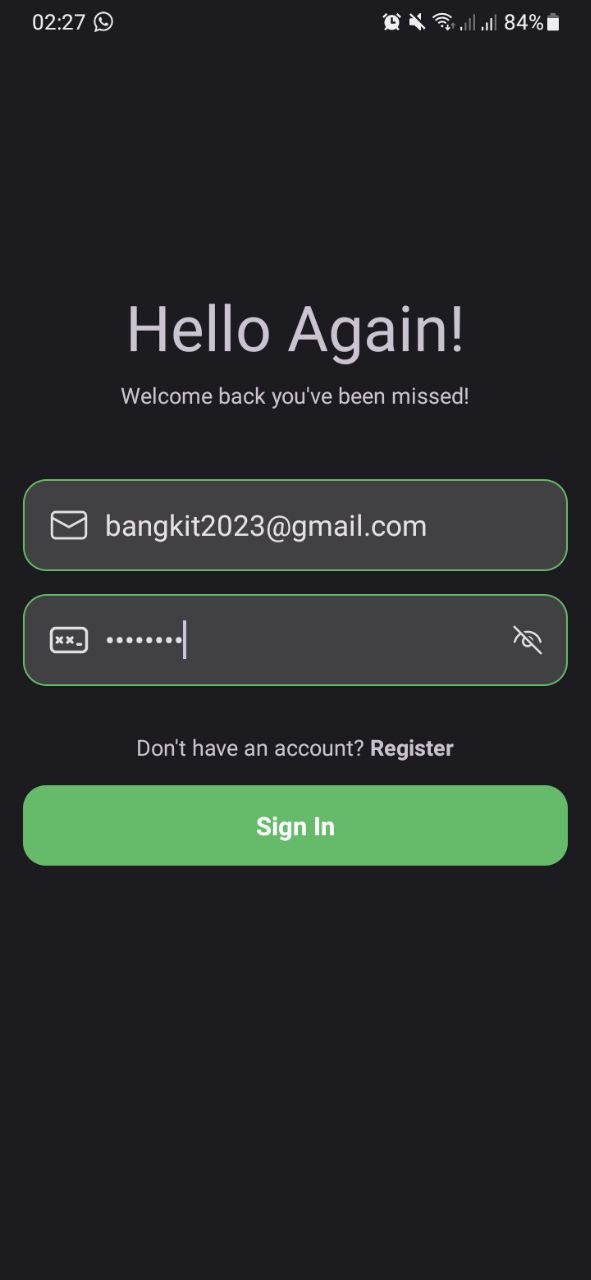 02:27 84%
Hello Again!
Welcome back you've been missed!
bangkit2023@gmail.com
••••••••
Don't have an account? Register
Sign In